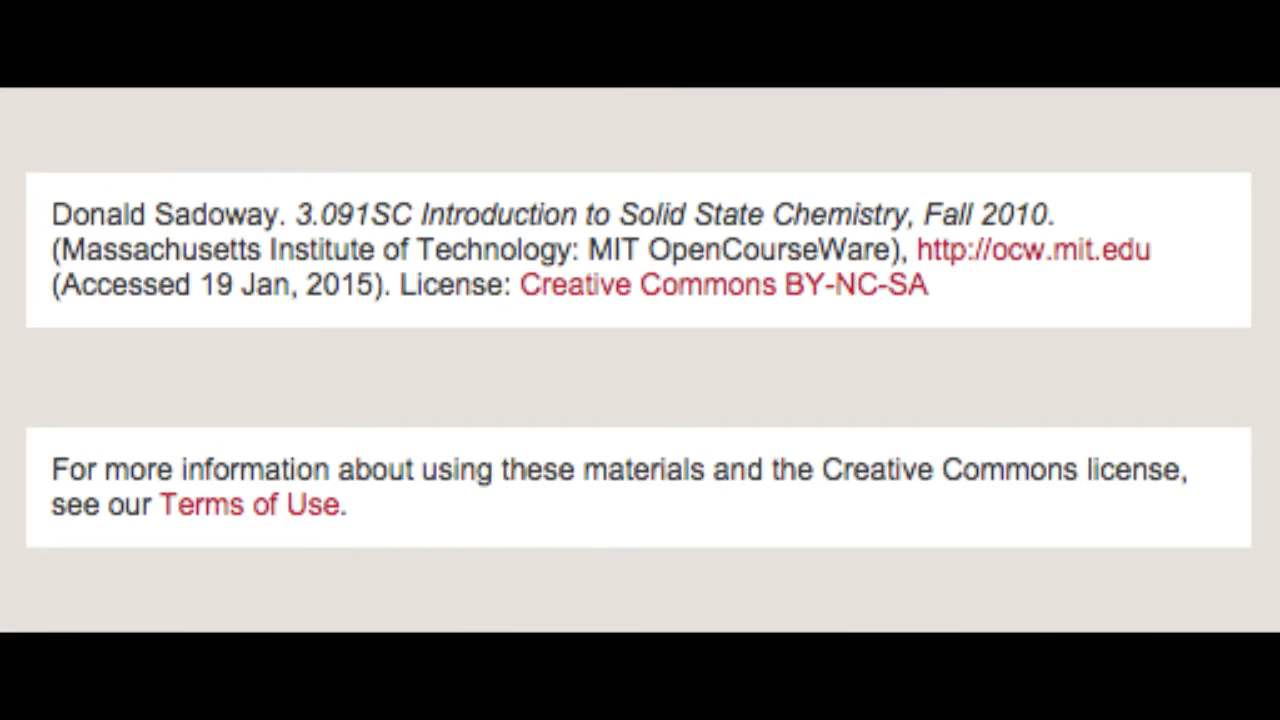 Donald Sadoway. 3.091SC Introduction to Solid State Chemistry, Fall 2010.
(Massachusetts Institute of Technology: MIT OpenCourseWare), http://ocw.mit.edu
(Accessed 19 Jan, 2015). License: Creative Commons BY-NC-SA
For more information about using these materials and the Creative Commons license,
see our Terms of Use.